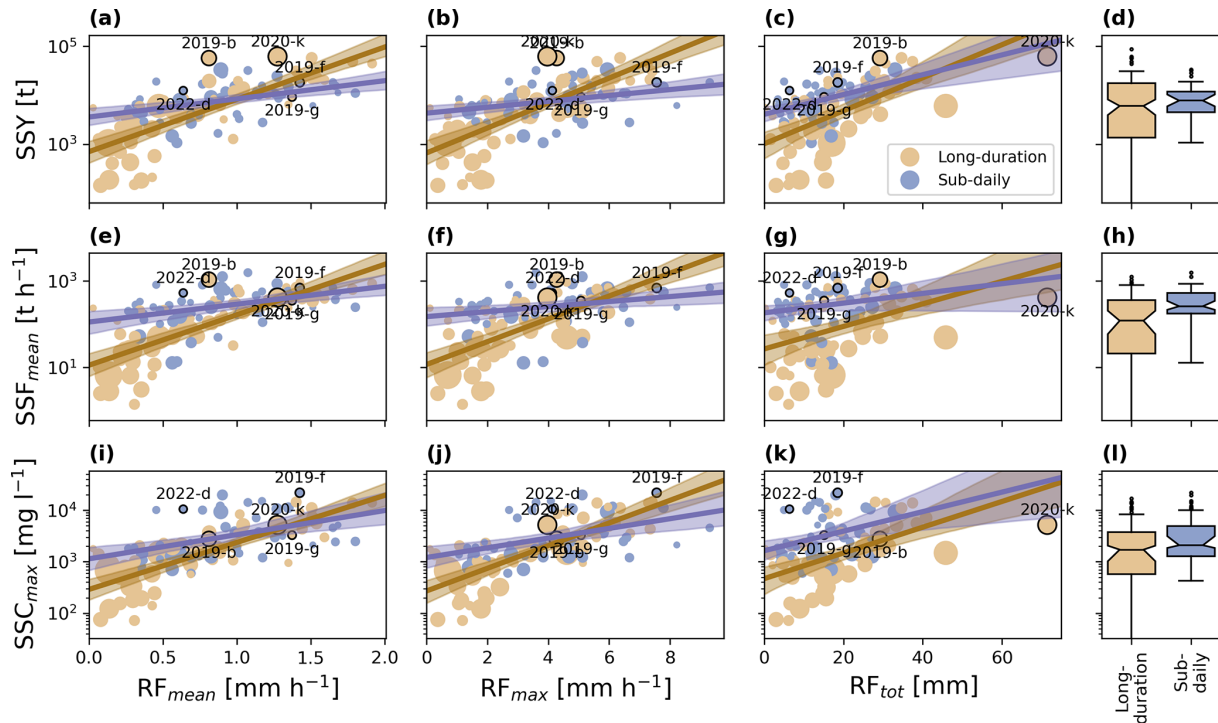 (a) (b) (c) (d)
SSY [t]
10^5
10^3
2019-b
2020-k
2019-f
2022-d
2019-g
2020-k
2019-b
2019-f
2022-d
2019-g
2019-b
2020-k
2019-f
2022-d
2019-g
Long-duration
Sub-daily
(e) (f) (g) (h)
SSF_mean [t h^−1]
10^3
10^1
2019-b
2022-d
2019-f
2020-k
2019-g
2019-b
2022-d
2019-f
2020-k
2019-g
2022-d
2019-f
2019-b
2019-g
2020-k
(i) (j) (k) (l)
SSC_max [mg l^−1]
10^4
10^3
10^2
2019-f
2022-d
2020-k
2019-b
2019-g
2019-f
2022-d
2020-k
2019-b
2019-g
2019-f
2022-d
2020-k
2019-g
2019-b
0.0 0.5 1.0 1.5 2.0
0 2 4 6 8
0 20 40 60
RF_mean [mm h^−1]
RF_max [mm h^−1]
RF_tot [mm]
Long-
duration
Sub-
daily